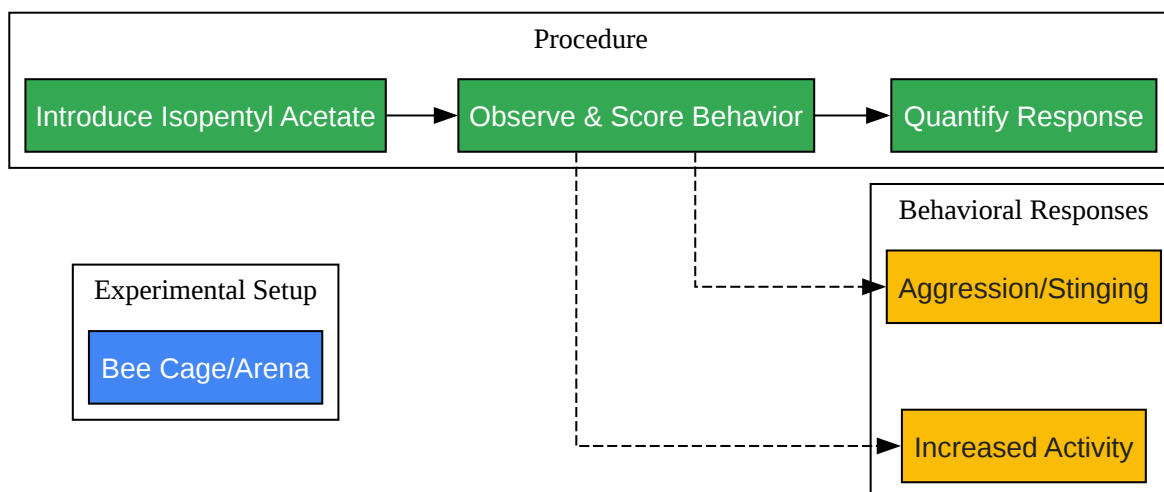 Procedure
Introduce Isopentyl Acetate
Observe & Score Behavior
Quantify Response
Behavioral Responses
Aggression/Stinging
Experimental Setup
Bee Cage/Arena
Increased Activity